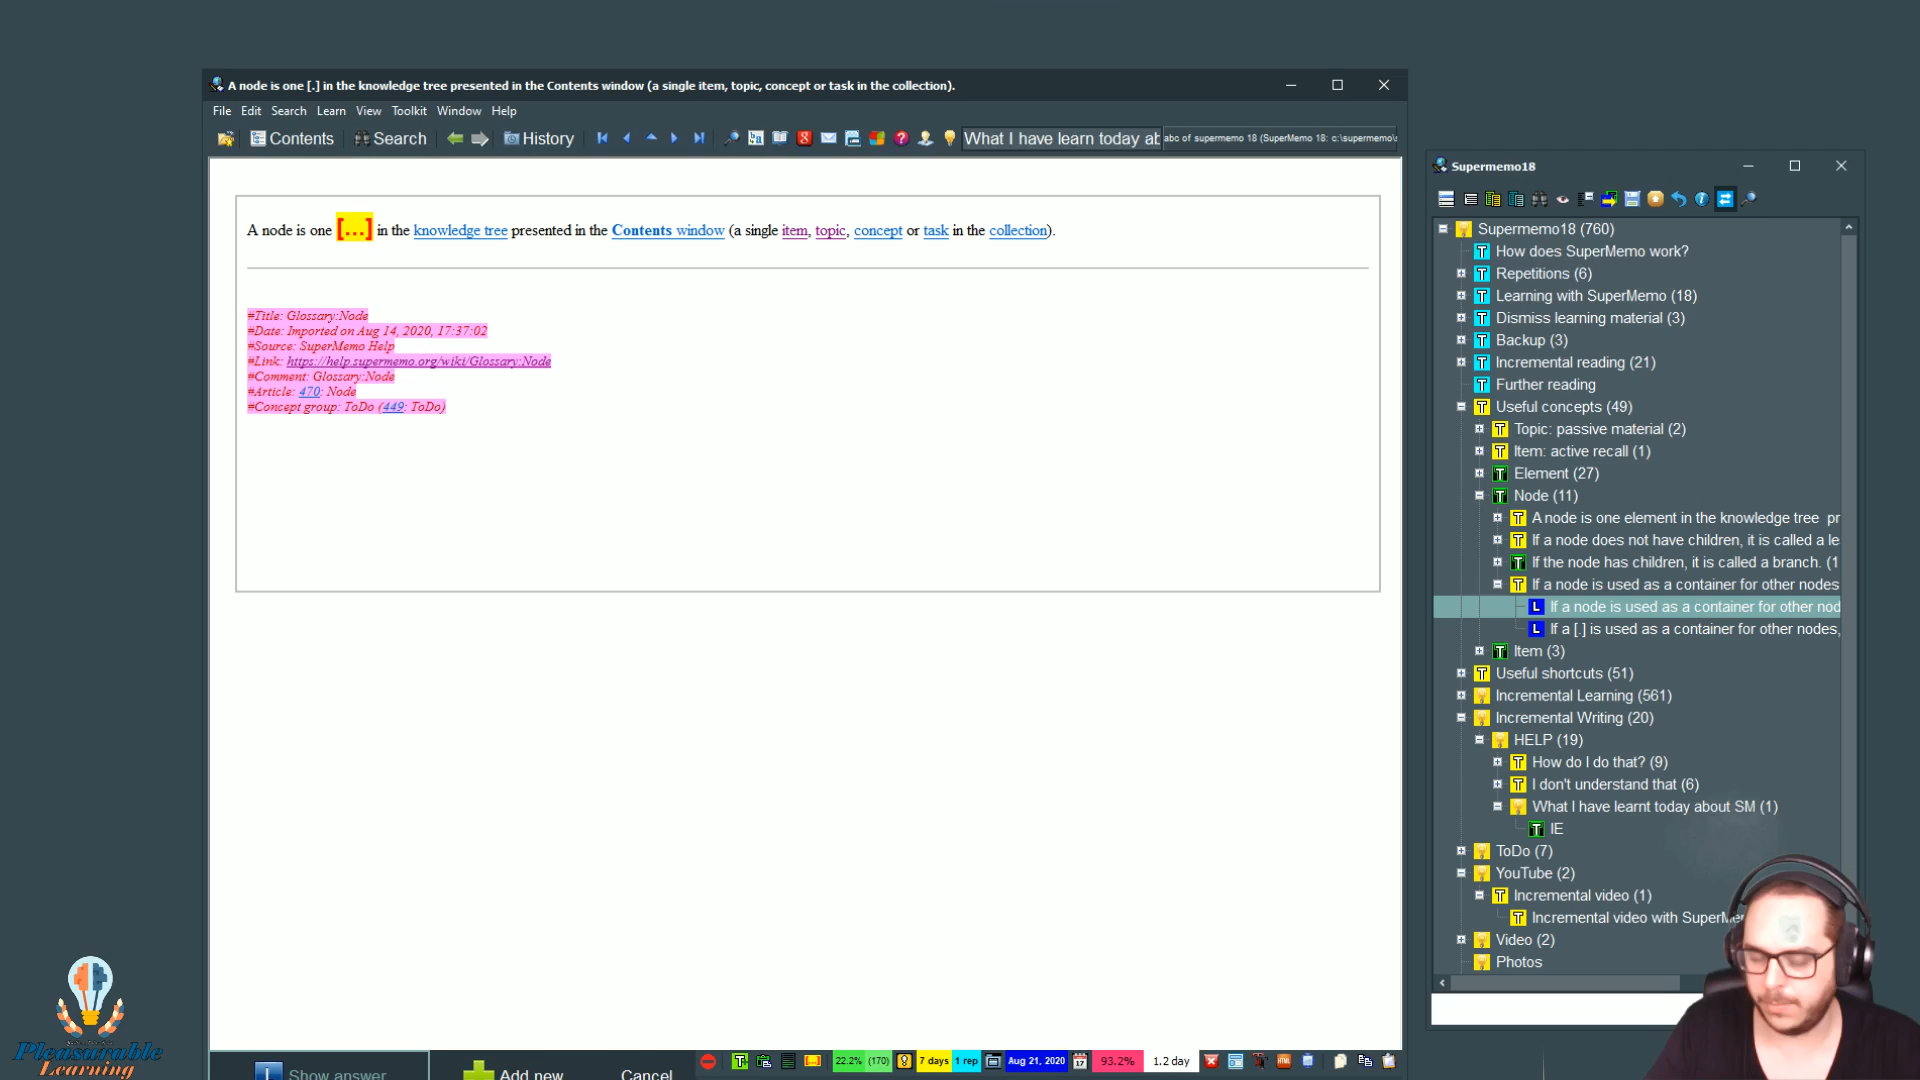 A node is one [.] in the knowledge tree presented in the Contents window (a single item, topic, concept or task in the collection).
File Edit Search Learn View Toolkit Window Help
Contents Search History What I have learn today ab abc of supermemo 18 (SuperMemo 18: c:\supermemo\s
A node is one [...] in the knowledge tree presented in the Contents window (a single item, topic, concept or task in the collection).
#Title: Glossary:Node
#Date: Imported on Aug 14, 2020, 17:37:02
#Source: SuperMemo Help
#Link: https://help.supermemo.org/wiki/Glossary:Node
#Comment: Glossary:Node
#Article: 470: Node
#Concept group: ToDo (449: ToDo)
Show answer Add new Cancel
22.2% (170) 7 days 1 rep Aug 21, 2020 17 93.2% 1.2 day
Supermemo18
Supermemo18 (760)
How does SuperMemo work?
Repetitions (6)
Learning with SuperMemo (18)
Dismiss learning material (3)
Backup (3)
Incremental reading (21)
Further reading
Useful concepts (49)
Topic: passive material (2)
Item: active recall (1)
Element (27)
Node (11)
A node is one element in the knowledge tree pr
If a node does not have children, it is called a le
If the node has children, it is called a branch. (1
If a node is used as a container for other nodes
If a node is used as a container for other nod
If a [.] is used as a container for other nodes,
Item (3)
Useful shortcuts (51)
Incremental Learning (561)
Incremental Writing (20)
HELP (19)
How do I do that? (9)
I don't understand that (6)
What I have learnt today about SM (1)
IE
ToDo (7)
YouTube (2)
Incremental video (1)
Incremental video with SuperMe
Video (2)
Photos
Pleasurable
Learning